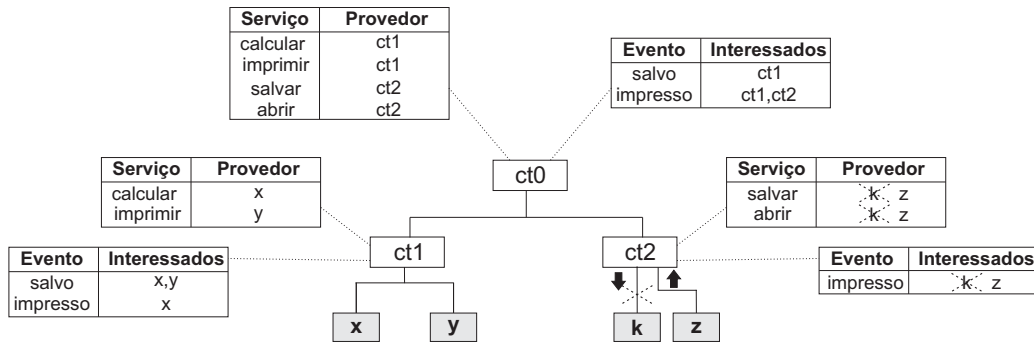 Serviço Provedor
calcular ct1
imprimir ct1
salvar ct2
abrir ct2
Evento Interessados
salvo ct1
impresso ct1,ct2
ct0
Serviço Provedor
calcular x
imprimir y
Serviço Provedor
salvar k z
abrir k z
ct1
ct2
Evento Interessados
salvo x,y
impresso x
Evento Interessados
impresso k z
x
y
k
z